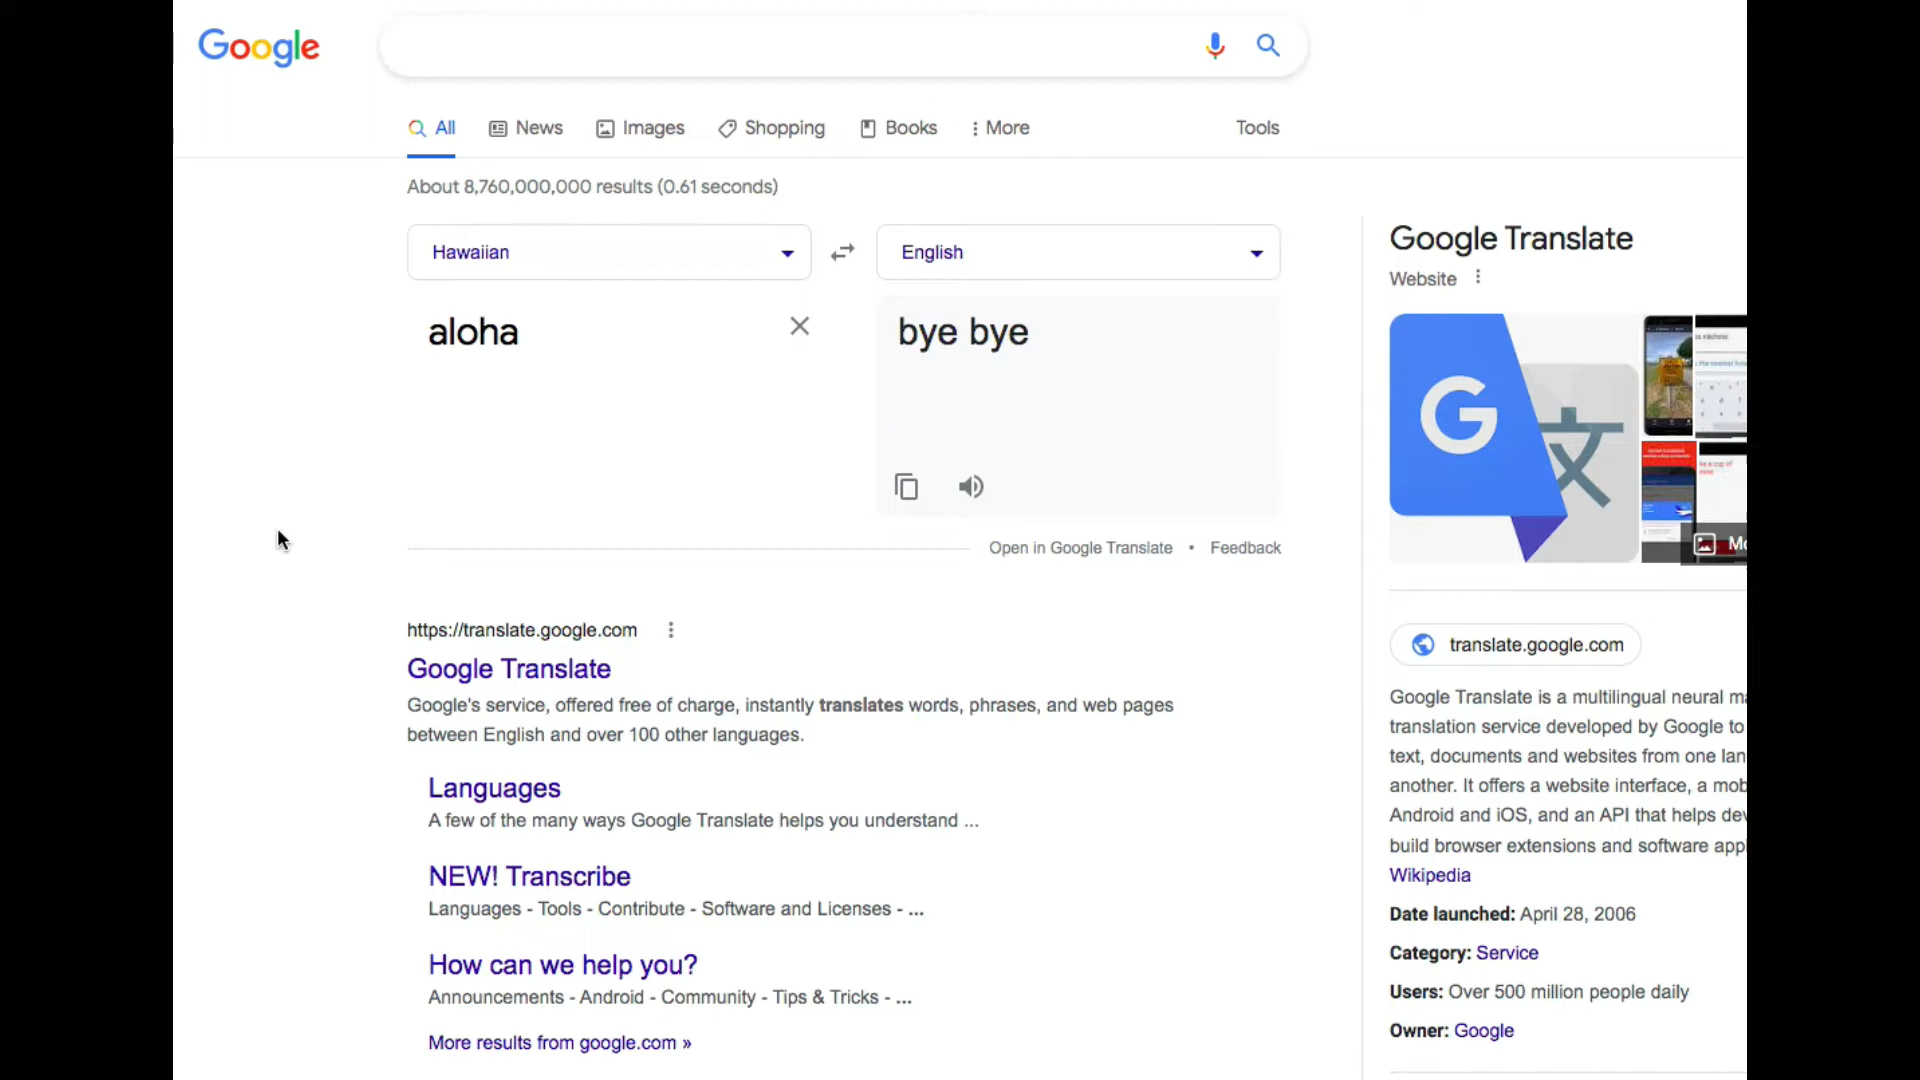 Google
All
News
Images
Shopping
Books
More
Tools
About 8,760,000,000 results (0.61 seconds)
Hawaiian
English
aloha
bye bye
Open in Google Translate • Feedback
https://translate.google.com
Google Translate
Google's service, offered free of charge, instantly translates words, phrases, and web pages
between English and over 100 other languages.
Languages
A few of the many ways Google Translate helps you understand ...
NEW! Transcribe
Languages - Tools - Contribute - Software and Licenses - ...
How can we help you?
Announcements - Android - Community - Tips & Tricks - ...
More results from google.com »
Google Translate
Website
G
文
translate.google.com
Google Translate is a multilingual neural
translation service developed by Google to
text, documents and websites from one
another. It offers a website interface, a
Android and iOS, and an API that helps
build browser extensions and software
Wikipedia
Date launched: April 28, 2006
Category: Service
Users: Over 500 million people daily
Owner: Google